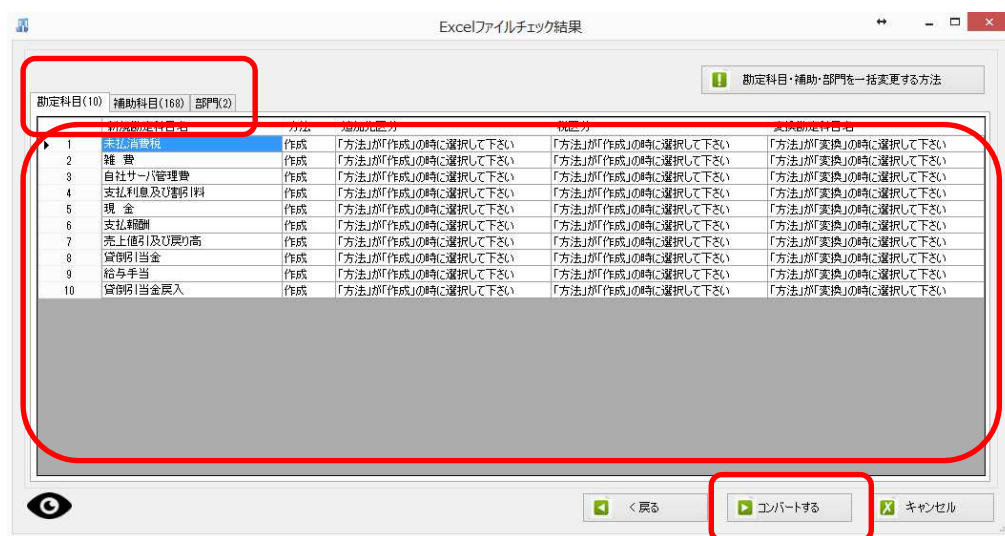 Excelファイルチェック結果
勘定科目・補助・部門を一括変更する方法
勘定科目(10) 補助科目(168) 部門(2)
新規勘定科目名 方法 追加先区分 税区分 変換勘定科目名
1 未払消費税 作成 「方法」が「作成」の時に選択して下さい 「方法」が「作成」の時に選択して下さい 「方法」が「変換」の時に選択して下さい
2 雑 費 作成 「方法」が「作成」の時に選択して下さい 「方法」が「作成」の時に選択して下さい 「方法」が「変換」の時に選択して下さい
3 自社サーバ管理費 作成 「方法」が「作成」の時に選択して下さい 「方法」が「作成」の時に選択して下さい 「方法」が「変換」の時に選択して下さい
4 支払利息及び割引料 作成 「方法」が「作成」の時に選択して下さい 「方法」が「作成」の時に選択して下さい 「方法」が「変換」の時に選択して下さい
5 現 金 作成 「方法」が「作成」の時に選択して下さい 「方法」が「作成」の時に選択して下さい 「方法」が「変換」の時に選択して下さい
6 支払報酬 作成 「方法」が「作成」の時に選択して下さい 「方法」が「作成」の時に選択して下さい 「方法」が「変換」の時に選択して下さい
7 売上値引及び戻り高 作成 「方法」が「作成」の時に選択して下さい 「方法」が「作成」の時に選択して下さい 「方法」が「変換」の時に選択して下さい
8 貸倒引当金 作成 「方法」が「作成」の時に選択して下さい 「方法」が「作成」の時に選択して下さい 「方法」が「変換」の時に選択して下さい
9 給与手当 作成 「方法」が「作成」の時に選択して下さい 「方法」が「作成」の時に選択して下さい 「方法」が「変換」の時に選択して下さい
10 貸倒引当金戻入 作成 「方法」が「作成」の時に選択して下さい 「方法」が「作成」の時に選択して下さい 「方法」が「変換」の時に選択して下さい
<戻る コンバートする キャンセル